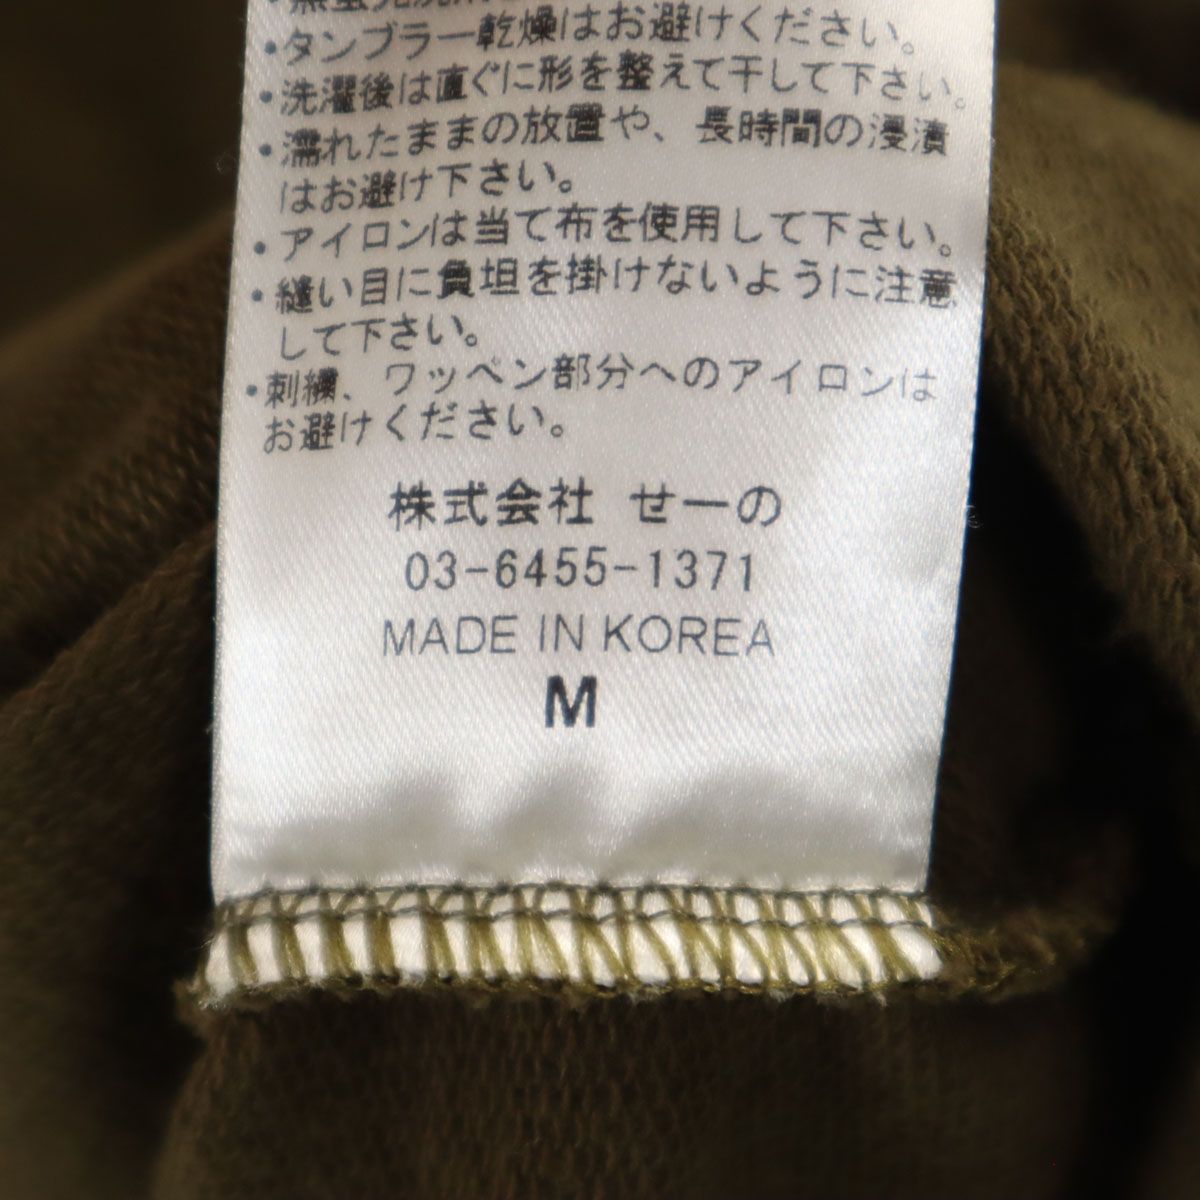 ・タンブラー乾燥はお避けください。
・洗濯後は直ぐに形を整えて干して下さい。
・濡れたままの放置や、長時間の浸漬
はお避け下さい。
・アイロンは当て布を使用して下さい。
・縫い目に負坦を掛けないように注意
して下さい。
・刺繍、ワッペン部分へのアイロンは
お避けください。
株式会社 せーの
03-6455-1371
MADE IN KOREA
M